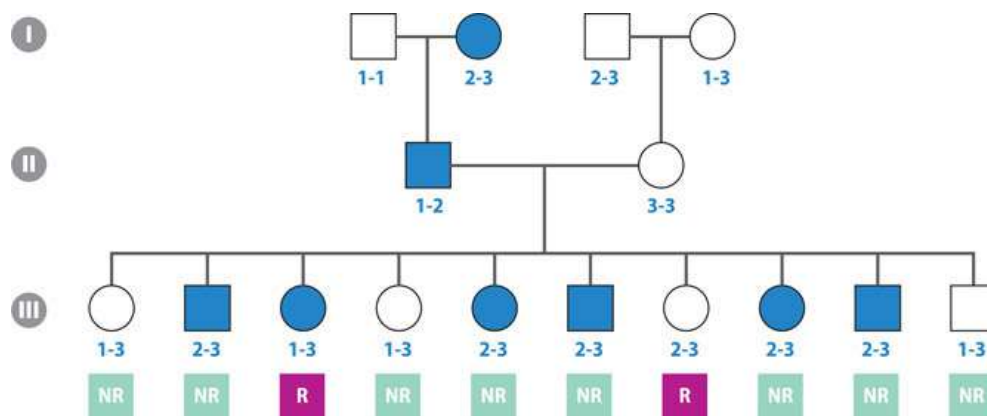 I
1-1 2-3 2-3 1-3
II
1-2 3-3
III
1-3 2-3 1-3 1-3 2-3 2-3 2-3 2-3 2-3 1-3
NR NR R NR NR NR R NR NR NR